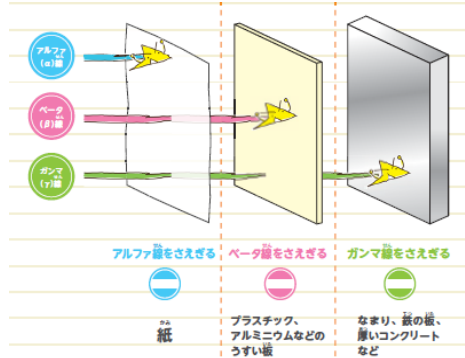 アルファ
(α)線
ベータ
(β)線
ガンマ
(γ)線
アルファ線をさえぎる
ベータ線をさえぎる
ガンマ線をさえぎる
紙
プラスチック、
アルミニウムなどの
うすい板
なまり、鉄の板、
厚いコンクリート
など